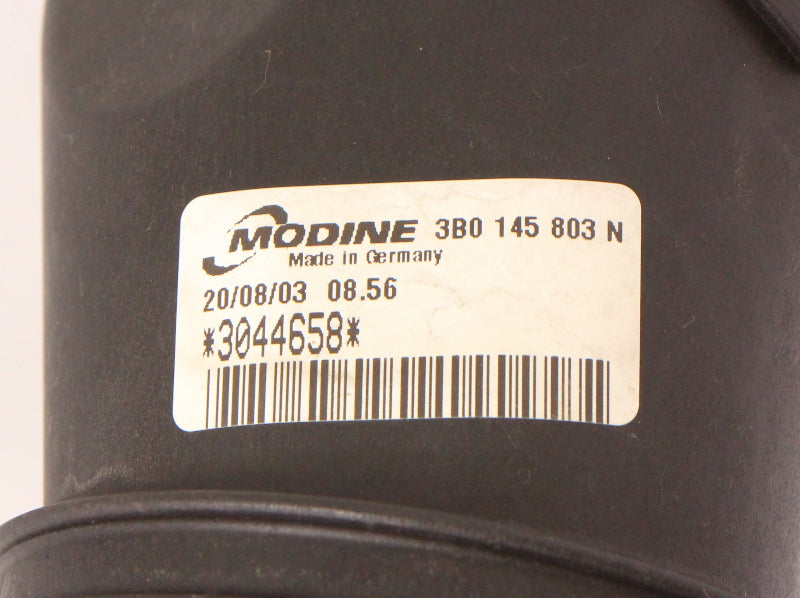 MODINE 3B0 145 803 N
Made in Germany
20/08/03 08.56
*3044658*